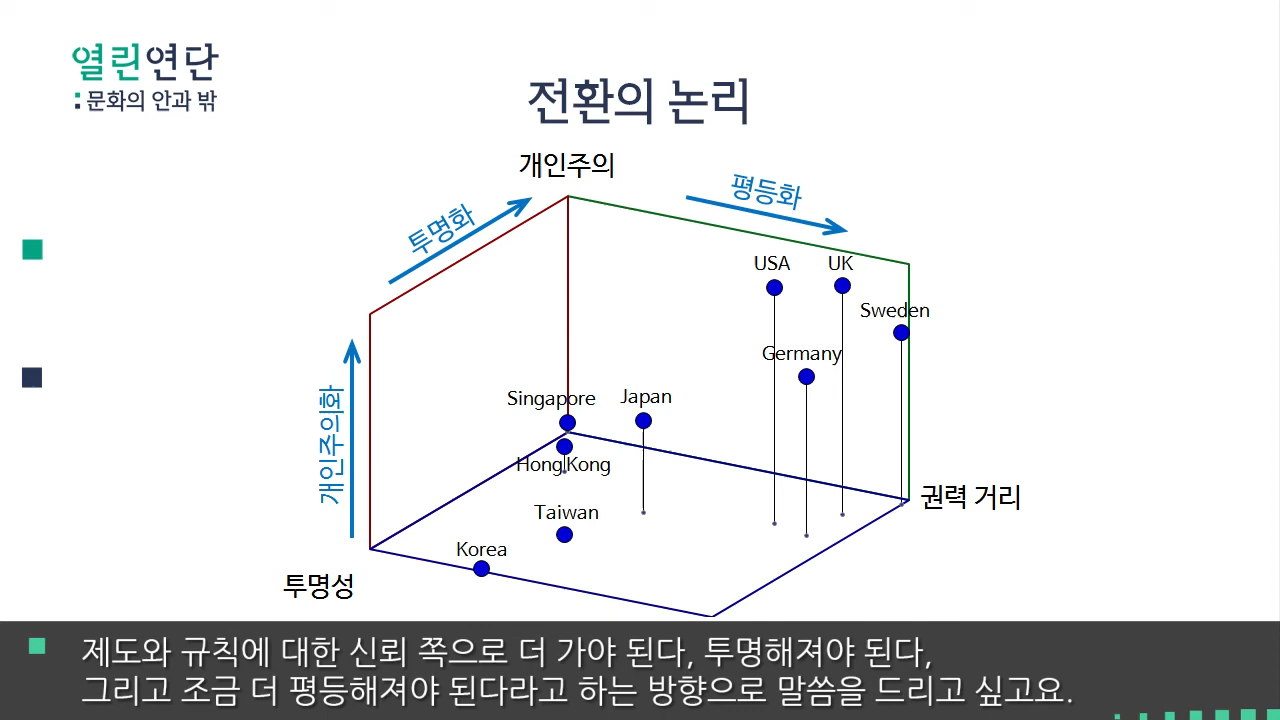 열린연단
: 문화의 안과 밖
전환의 논리
개인주의
투명화
평등화
USA
UK
Sweden
Germany
Singapore
Japan
HongKong
개인주의화
권력 거리
Taiwan
Korea
투명성
제도와 규칙에 대한 신뢰 쪽으로 더 가야 된다, 투명해져야 된다,
그리고 조금 더 평등해져야 된다라고 하는 방향으로 말씀을 드리고 싶고요.